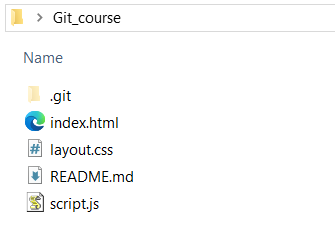 Git_course
Name
.git
index.html
layout.css
README.md
script.js